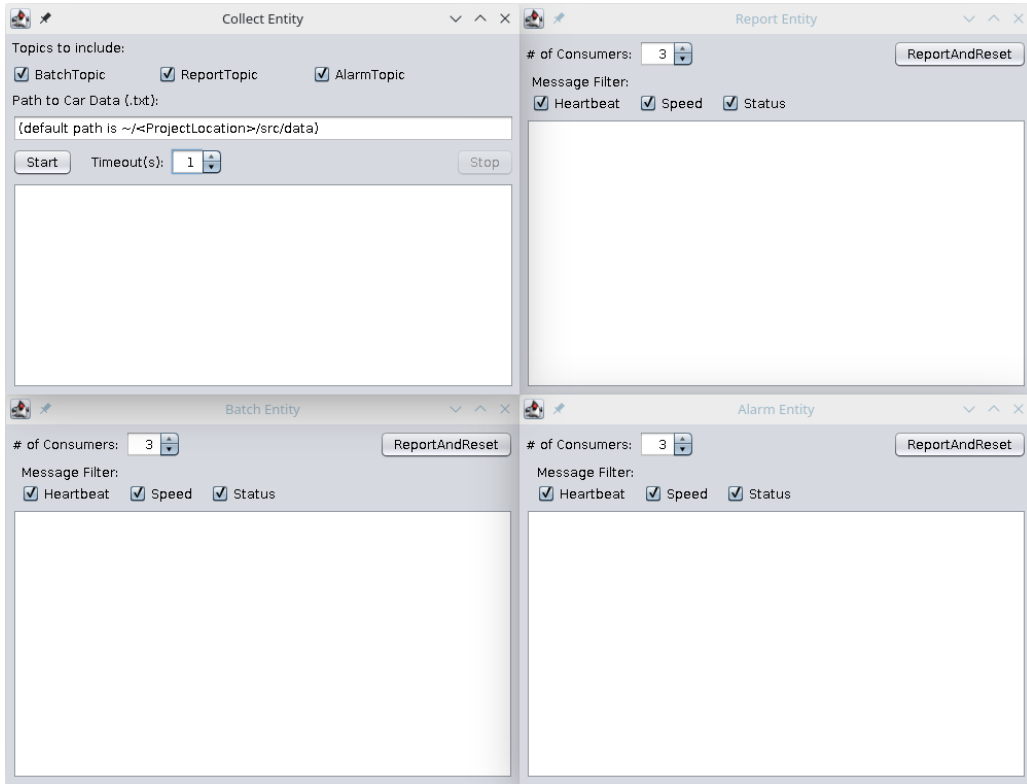 Collect Entity
Topics to include:
BatchTopic ReportTopic AlarmTopic
Path to Car Data (.txt):
(default path is ~/<ProjectLocation>/src/data)
Start Timeout(s): 1 Stop
Report Entity
# of Consumers: 3 ReportAndReset
Message Filter:
Heartbeat Speed Status
Batch Entity
# of Consumers: 3 ReportAndReset
Message Filter:
Heartbeat Speed Status
Alarm Entity
# of Consumers: 3 ReportAndReset
Message Filter:
Heartbeat Speed Status